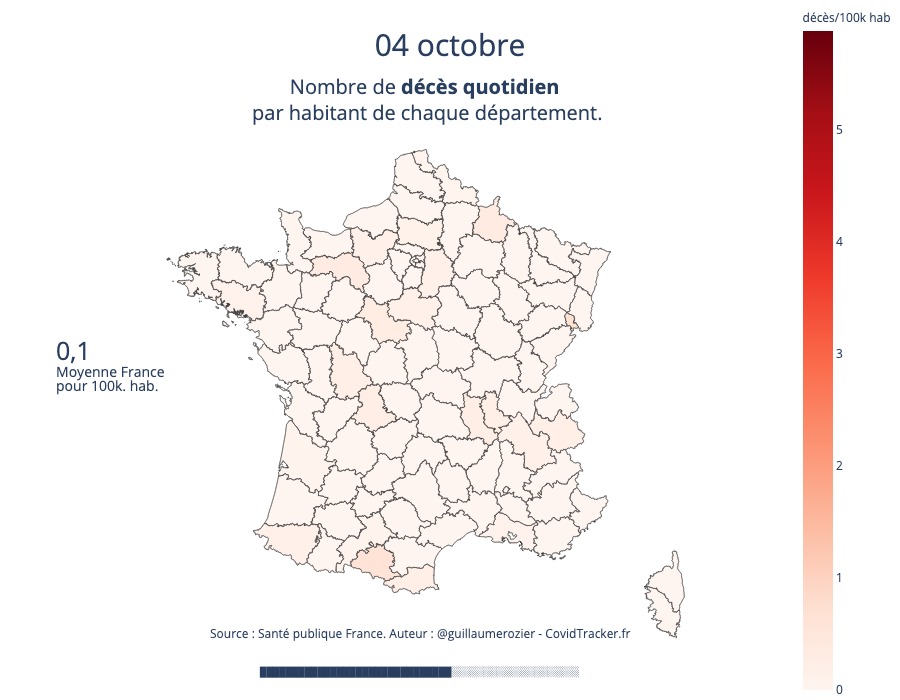 décès/100k hab
04 octobre
Nombre de décès quotidien
par habitant de chaque département.
5
4
3
2
1
0
0,1
Moyenne France
pour 100k. hab.
Source : Santé publique France. Auteur : @guillaumerozier - CovidTracker.fr